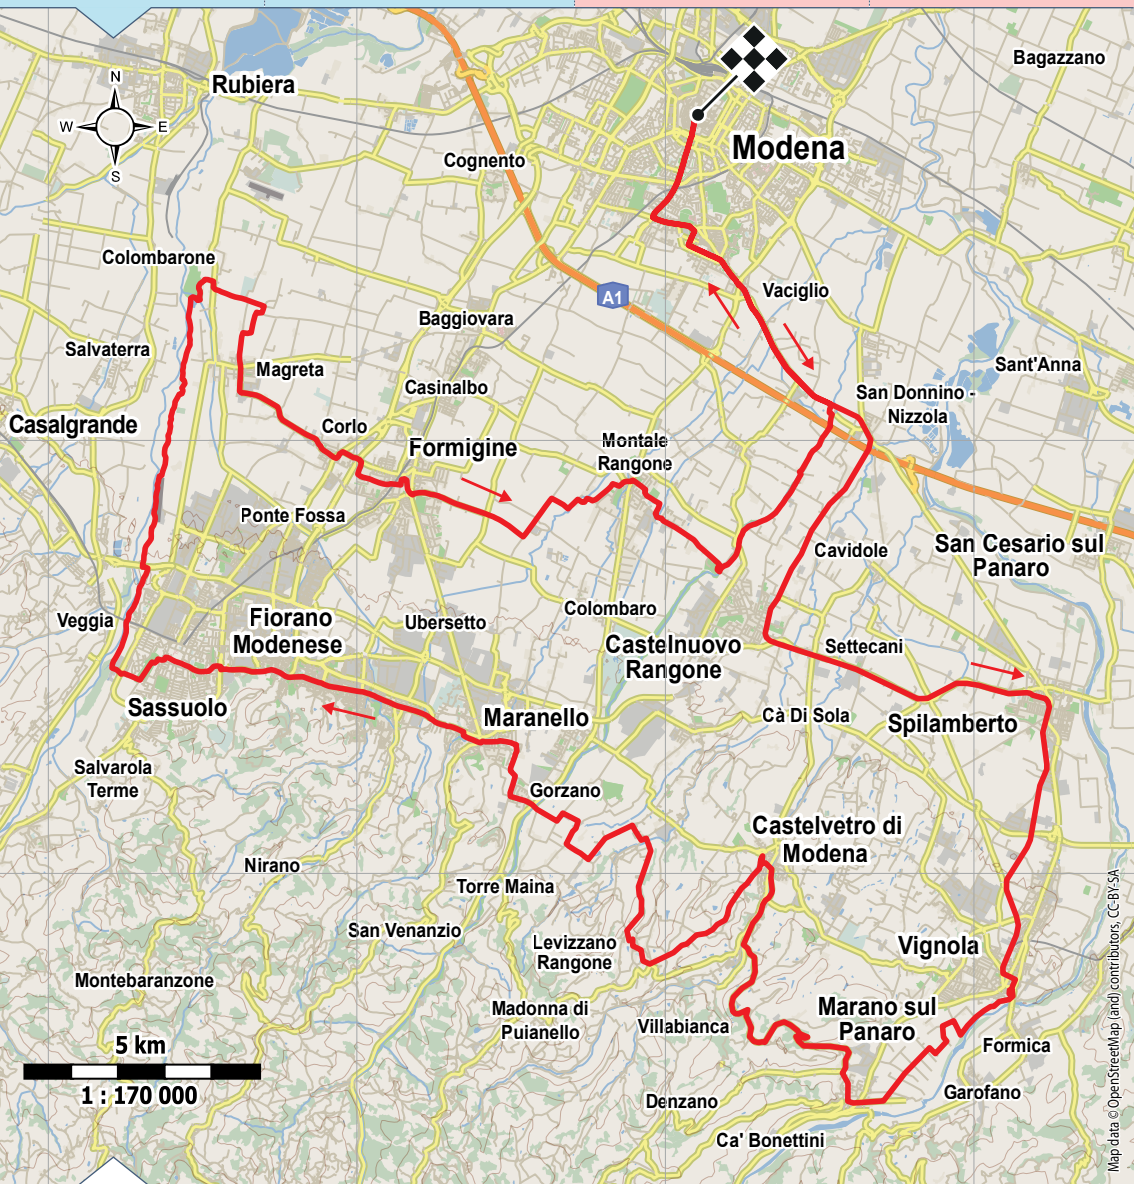 Bagazzano
N
Rubiera
W
E
S
Modena
Cognento
Colombarone
Vaciglio
A1
Baggiovara
Salvaterra
Magreta
Sant'Anna
Casinalbo
San Donnino -
Nizzola
Casalgrande
Corlo
Formigine
Montale
Rangone
Ponte Fossa
Cavidole
San Cesario sul
Panaro
Veggia
Fiorano
Modenese
Ubersetto
Colombaro
Castelnuovo
Rangone
Settecani
Sassuolo
Maranello
Cà Di Sola
Spilamberto
Salvarola
Terme
Gorzano
Castelvetro di
Modena
Nirano
Torre Maina
San Venanzio
Levizzano
Rangone
Vignola
Montebaranzone
Madonna di
Puianello
Villabianca
Marano sul
Panaro
Formica
5 km
1 : 170 000
Denzano
Garofano
Ca' Bonettini
Map data © OpenStreetMap (and) contributors, CC-BY-SA